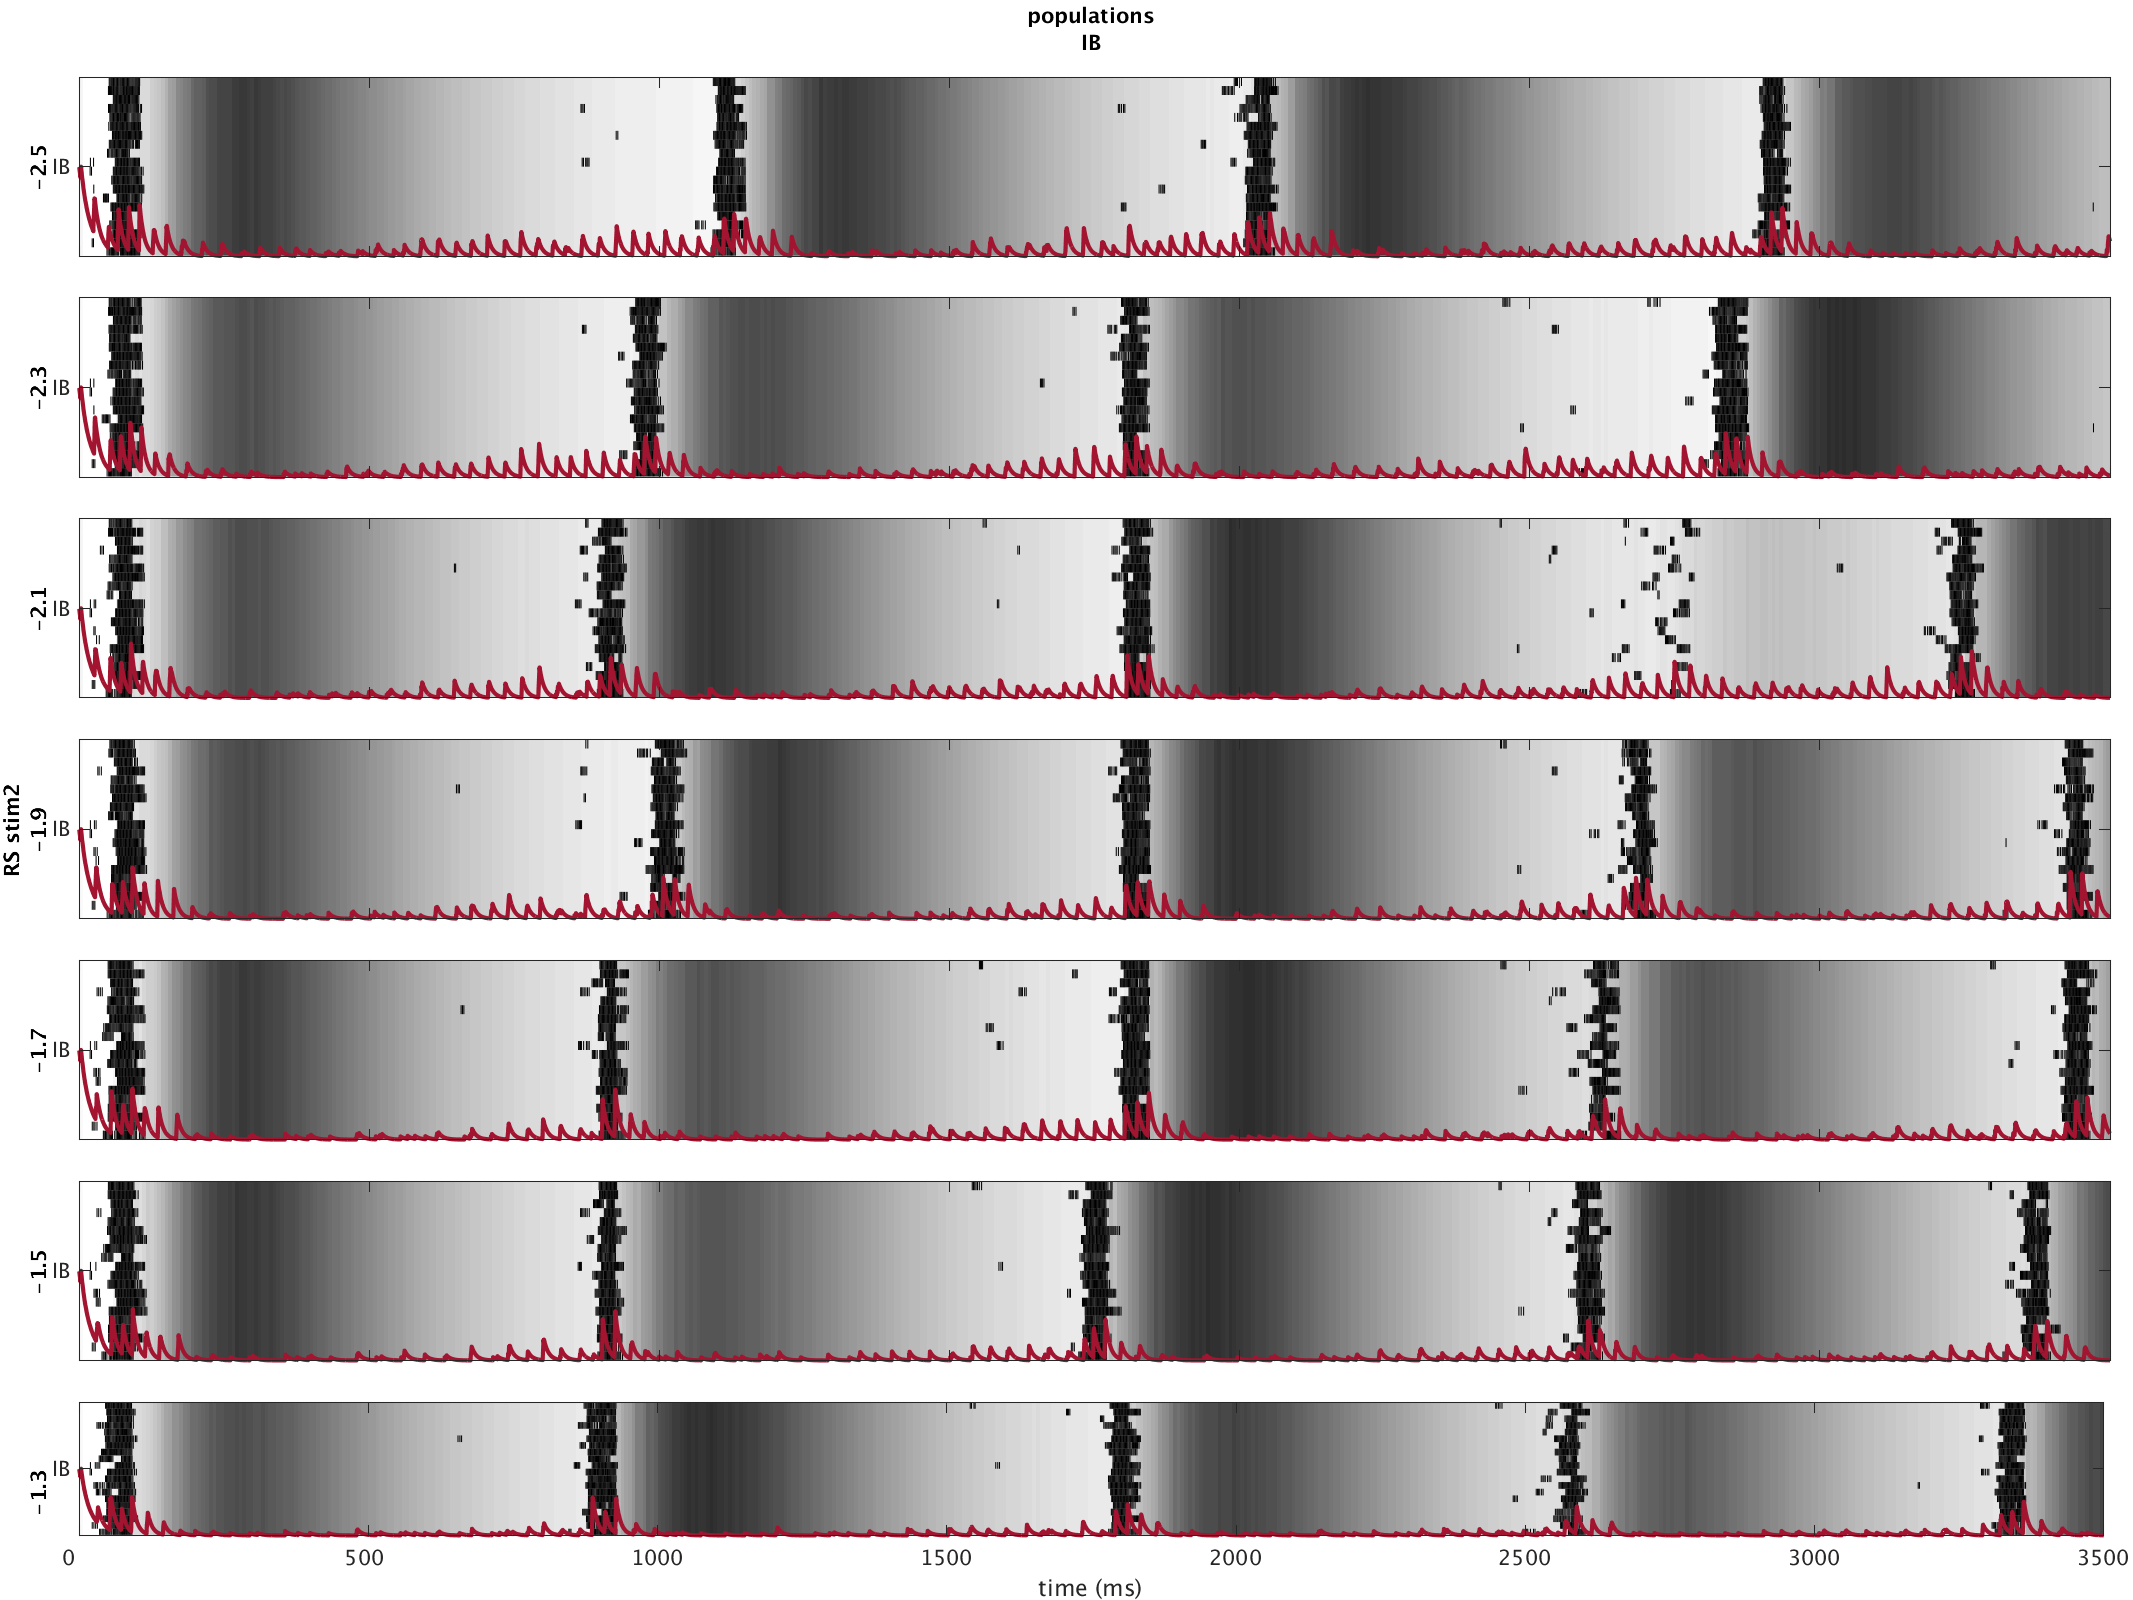 populations
IB
-2.5 IB
-2.3 IB
-2.1 IB
RS stim2
-1.9 IB
-1.7 IB
-1.5 IB
-1.3 IB
0 500 1000 1500 2000 2500 3000 3500
time (ms)